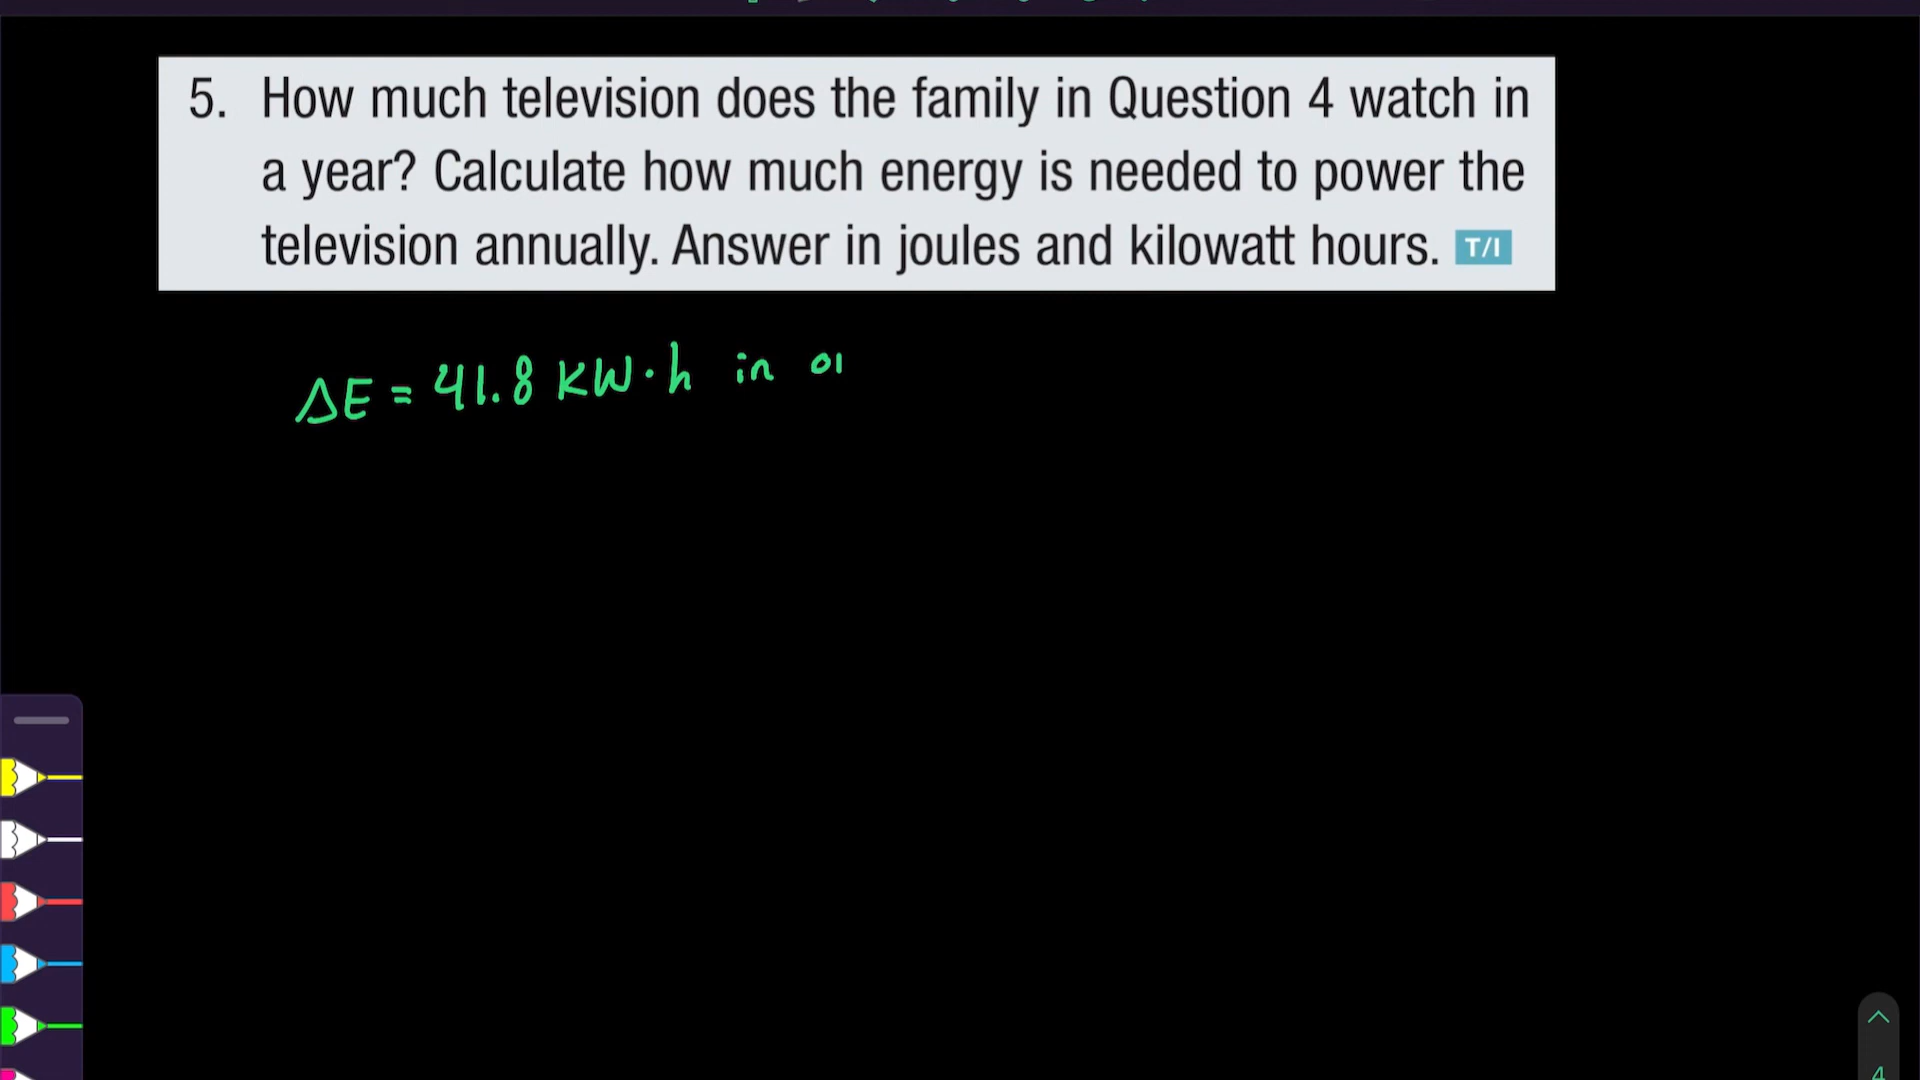 5. How much television does the family in Question 4 watch in
a year? Calculate how much energy is needed to power the
television annually. Answer in joules and kilowatt hours. T/I
ΔE = 41.8 KW·h in
4